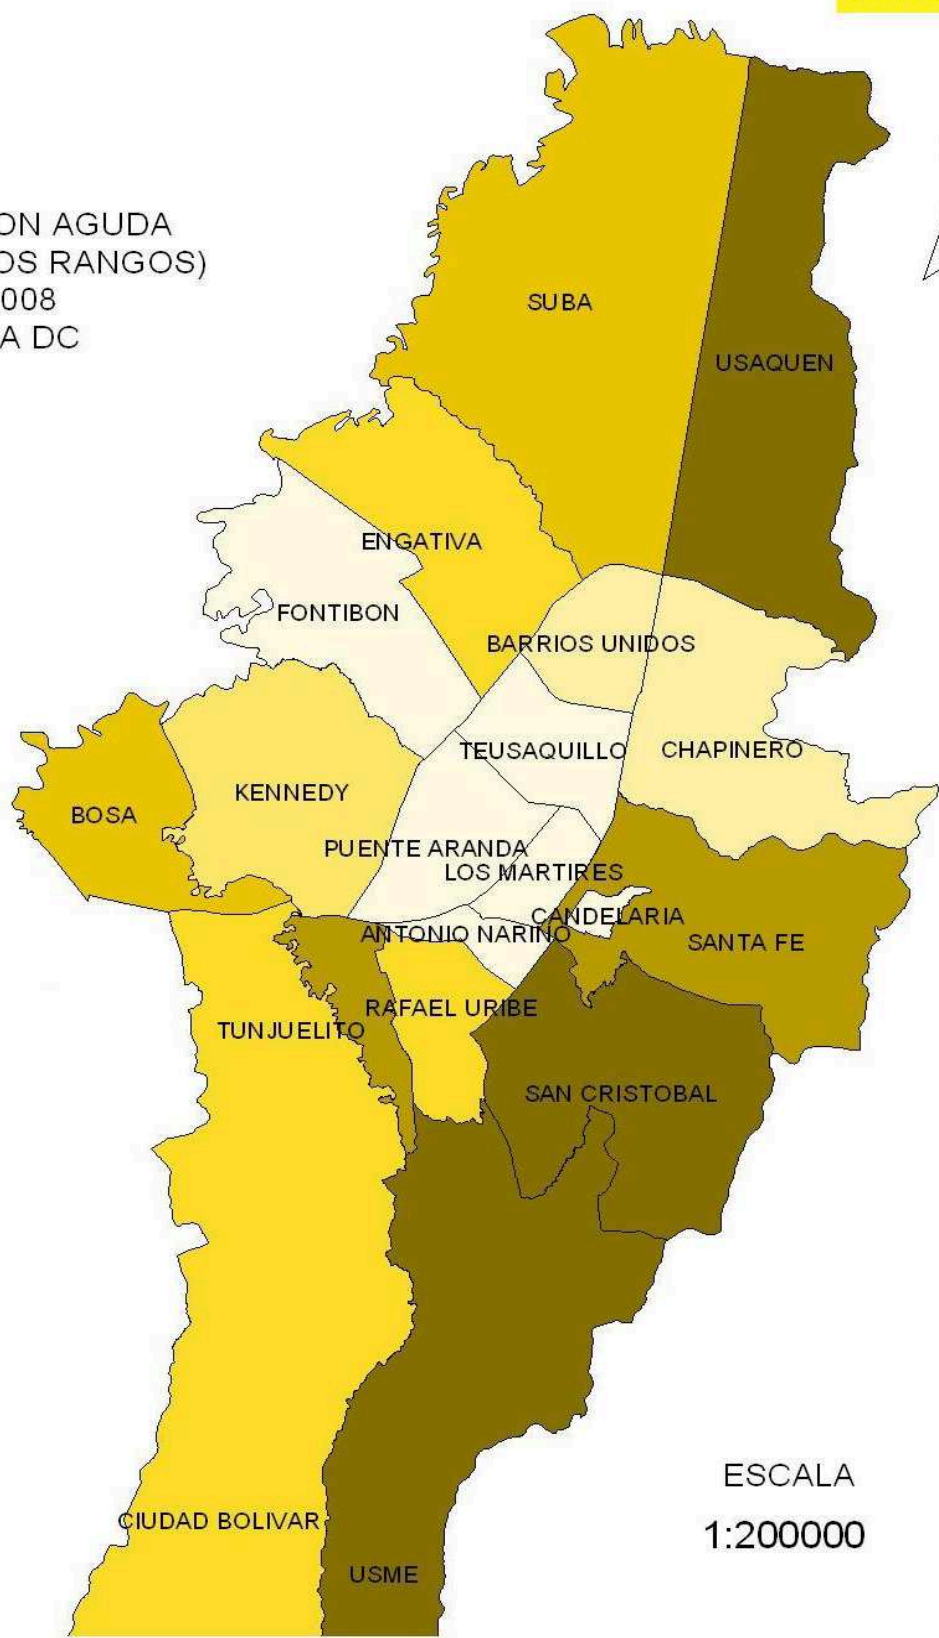 ON AGUDA
OS RANGOS)
008
A DC
SUBA
USAQUEN
ENGATIVA
FONTIBON
BARRIOS UNIDOS
TEUSAQUILLO
CHAPINERO
KENNEDY
BOSA
PUENTE ARANDA
LOS MARTIRES
CANDELARIA
ANTONIO NARIÑO
SANTA FE
RAFAEL URIBE
TUNJUELITO
SAN CRISTOBAL
ESCALA
1:200000
CIUDAD BOLIVAR
USME